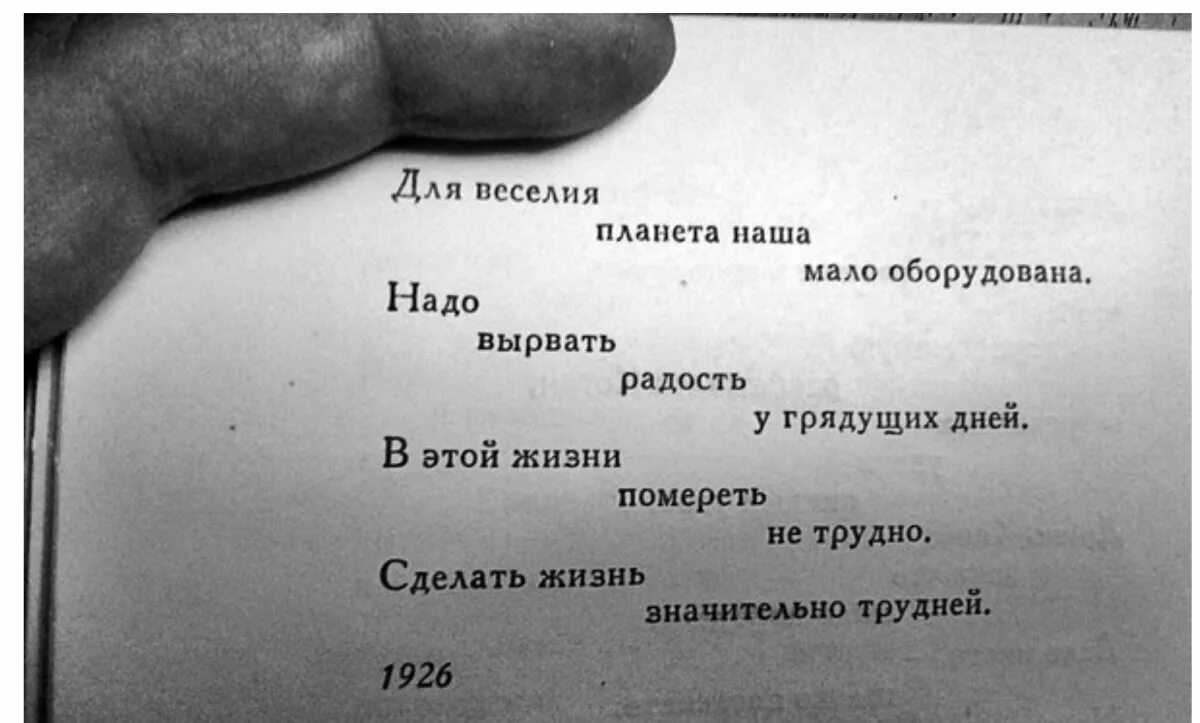 Для веселия
планета наша
мало оборудована.
Надо
вырвать
радость
у грядущих дней.
В этой жизни
помереть
не трудно.
Сделать жизнь
значительно трудней.
1926